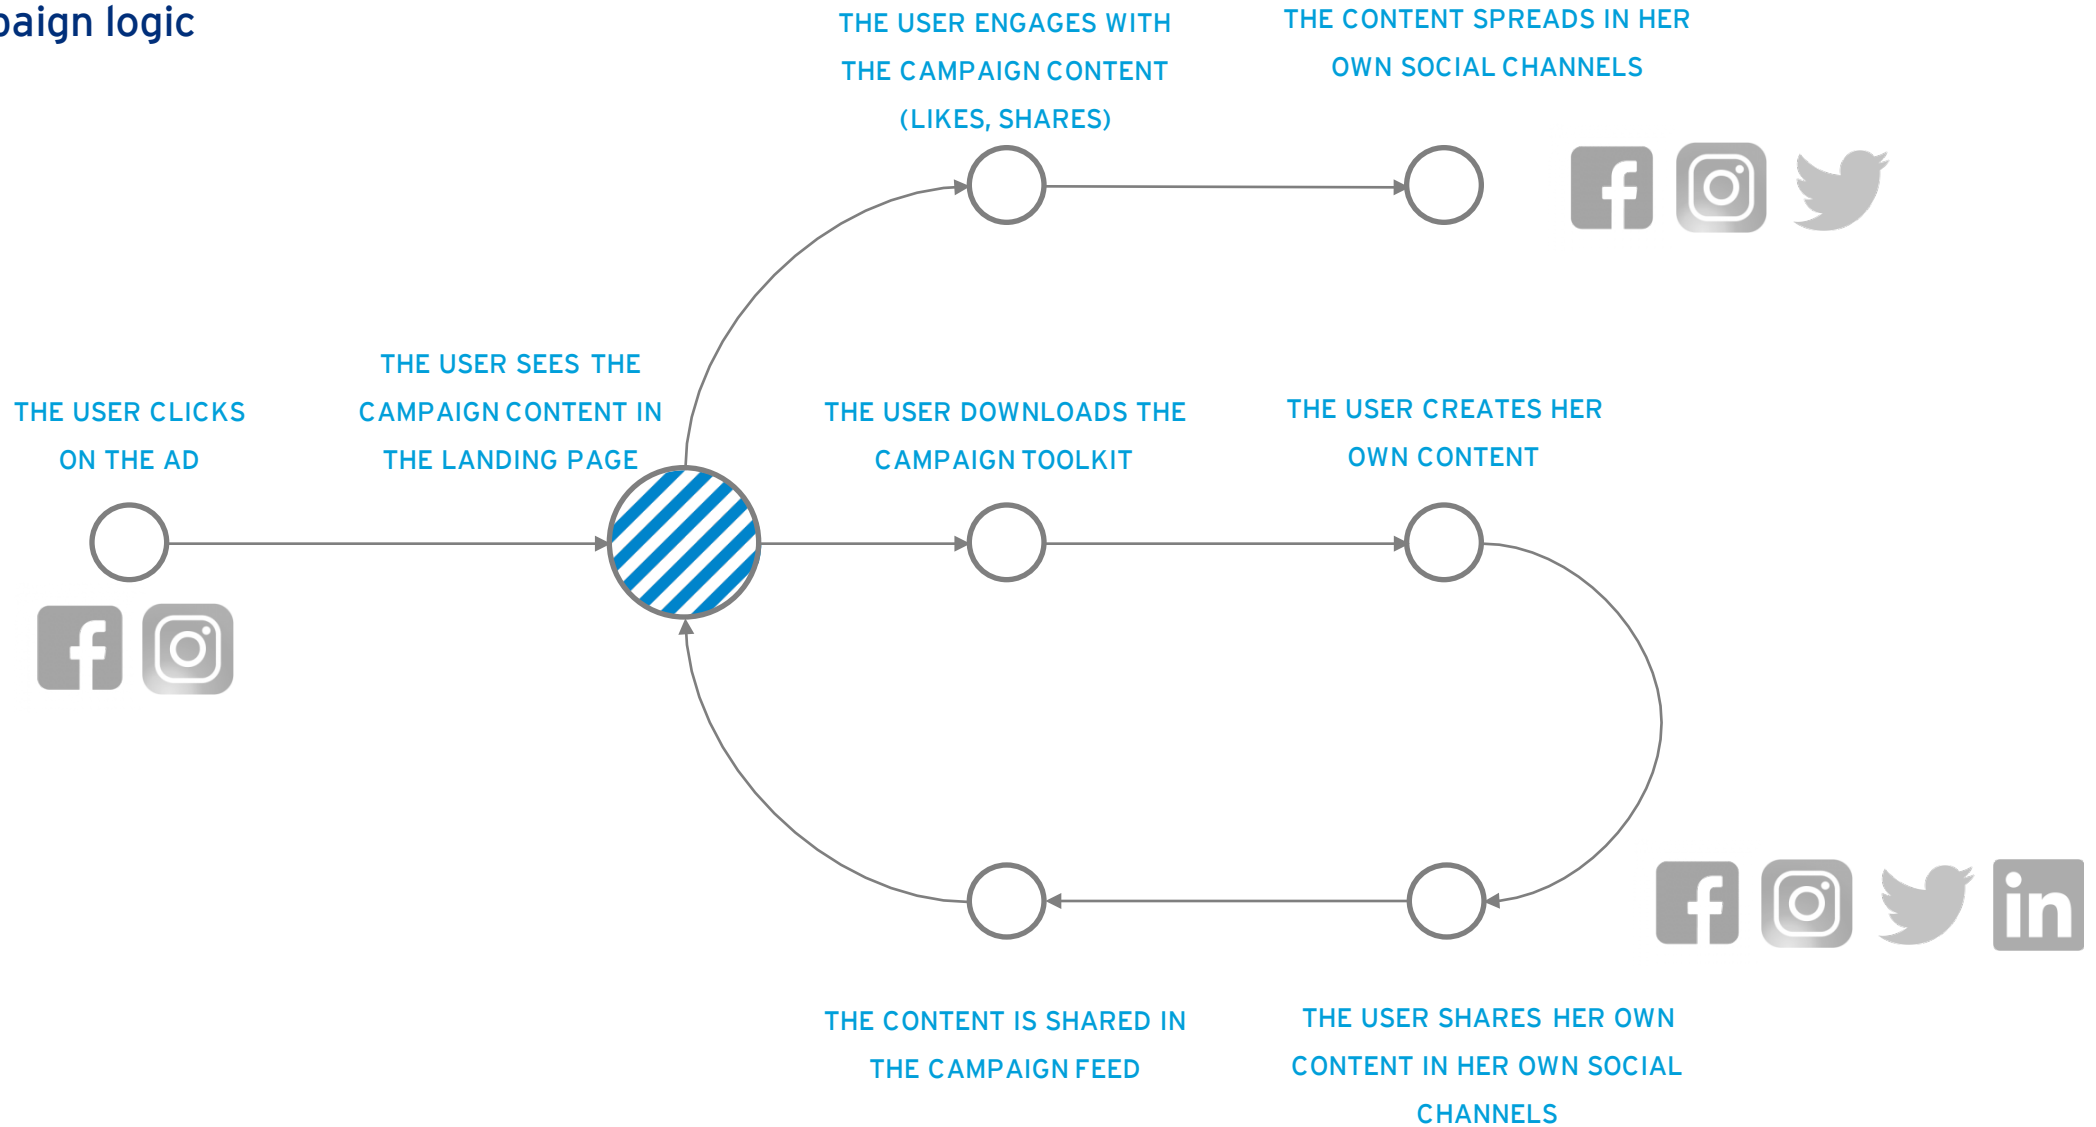 paign logic
THE USER ENGAGES WITH
THE CAMPAIGN CONTENT
(LIKES, SHARES)
THE CONTENT SPREADS IN HER
OWN SOCIAL CHANNELS
THE USER CLICKS
ON THE AD
THE USER SEES THE
CAMPAIGN CONTENT IN
THE LANDING PAGE
THE USER DOWNLOADS THE
CAMPAIGN TOOLKIT
THE USER CREATES HER
OWN CONTENT
THE CONTENT IS SHARED IN
THE CAMPAIGN FEED
THE USER SHARES HER OWN
CONTENT IN HER OWN SOCIAL
CHANNELS